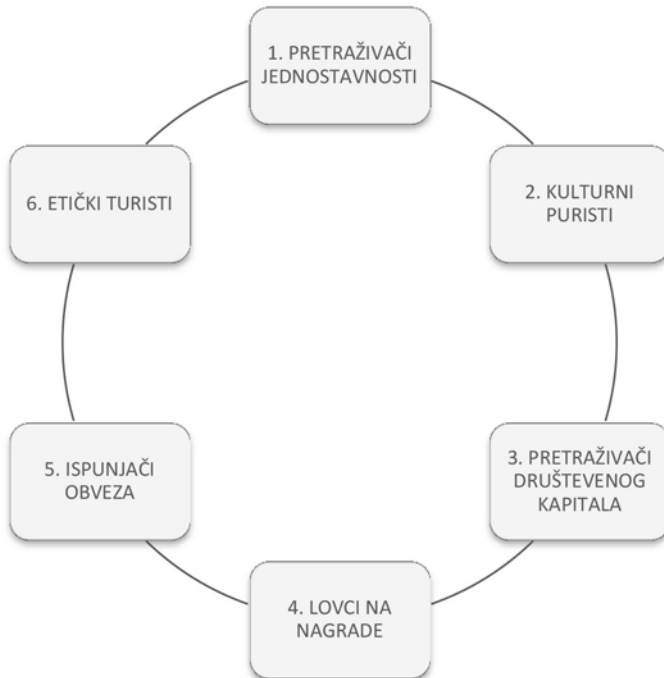 1. PRETRAŽIVAČI
JEDNOSTAVNOSTI
2. KULTURNI
PURISTI
3. PRETRAŽIVAČI
DRUŠTEVENOG
KAPITALA
4. LOVCI NA
NAGRADE
5. ISPUNJAČI
OBVEZA
6. ETIČKI TURISTI